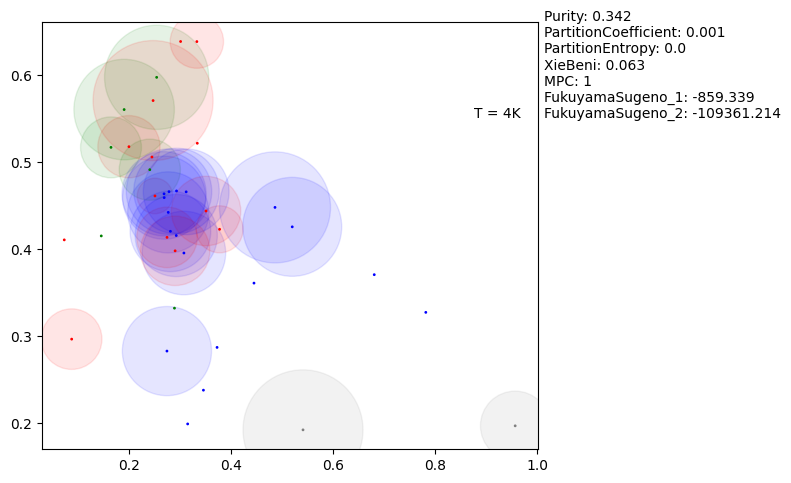 Purity: 0.342
PartitionCoefficient: 0.001
PartitionEntropy: 0.0
XieBeni: 0.063
MPC: 1
FukuyamaSugeno_1: -859.339
FukuyamaSugeno_2: -109361.214
T = 4K
0.6
0.5
0.4
0.3
0.2
0.2 0.4 0.6 0.8 1.0